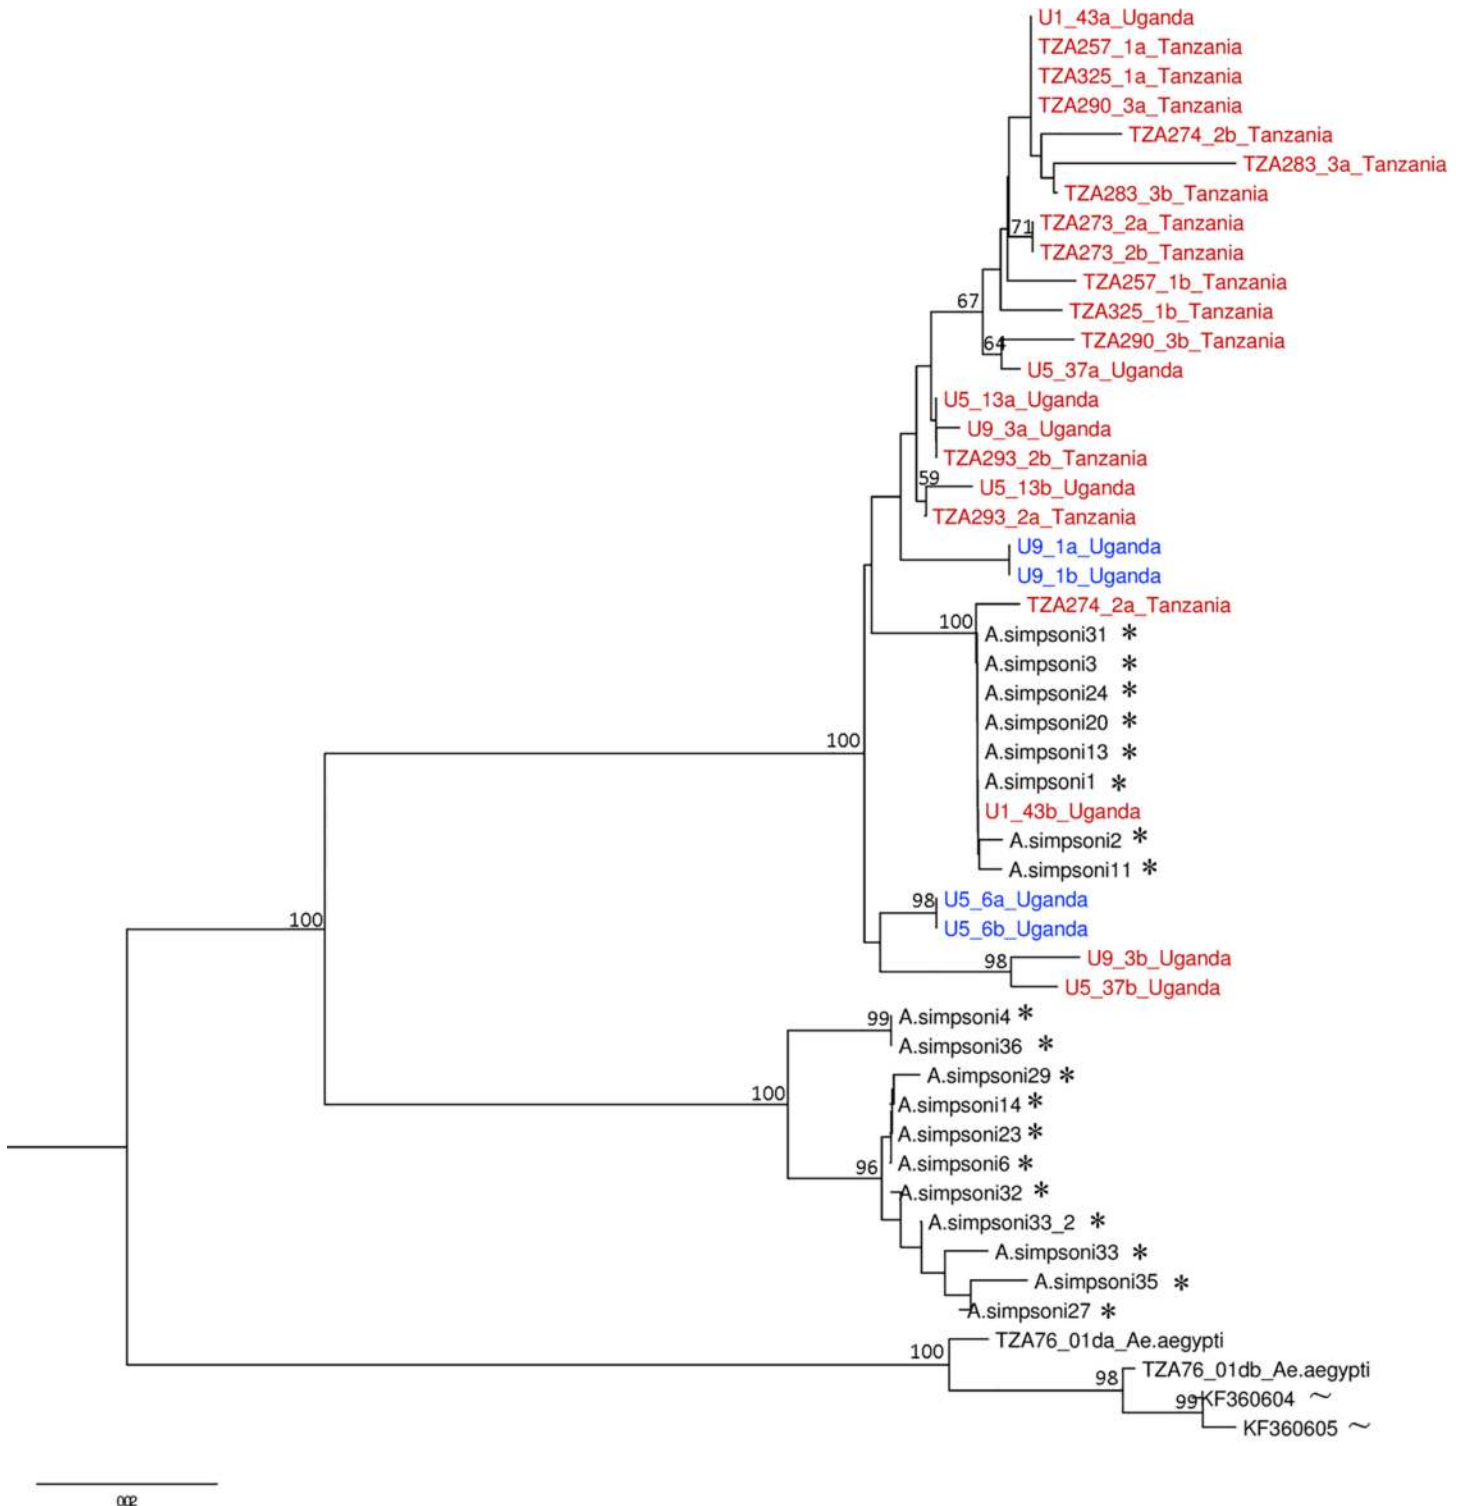 U1_43a_Uganda
TZA257_1a_Tanzania
TZA325_1a_Tanzania
TZA290_3a_Tanzania
TZA274_2b_Tanzania
TZA283_3a_Tanzania
TZA283_3b_Tanzania
71 TZA273_2a_Tanzania
TZA273_2b_Tanzania
TZA257_1b_Tanzania
67
TZA325_1b_Tanzania
64 TZA290_3b_Tanzania
U5_37a_Uganda
U5_13a_Uganda
U9_3a_Uganda
TZA293_2b_Tanzania
59 U5_13b_Uganda
TZA293_2a_Tanzania
U9_1a_Uganda
U9_1b_Uganda
TZA274_2a_Tanzania
100 A.simpsoni31 *
A.simpsoni3 *
A.simpsoni24 *
A.simpsoni20 *
100 A.simpsoni13 *
A.simpsoni1 *
U1_43b_Uganda
A.simpsoni2 *
A.simpsoni11 *
98 U5_6a_Uganda
100 U5_6b_Uganda
98 U9_3b_Uganda
U5_37b_Uganda
99 A.simpsoni4 *
A.simpsoni36 *
A.simpsoni29 *
100 A.simpsoni14 *
A.simpsoni23 *
96 A.simpsoni6 *
A.simpsoni32 *
A.simpsoni33_2 *
A.simpsoni33 *
A.simpsoni35 *
A.simpsoni27 *
TZA76_01da_Ae.aegypti
100
98 TZA76_01db_Ae.aegypti
99 KF360604 ~
KF360605 ~
0.02